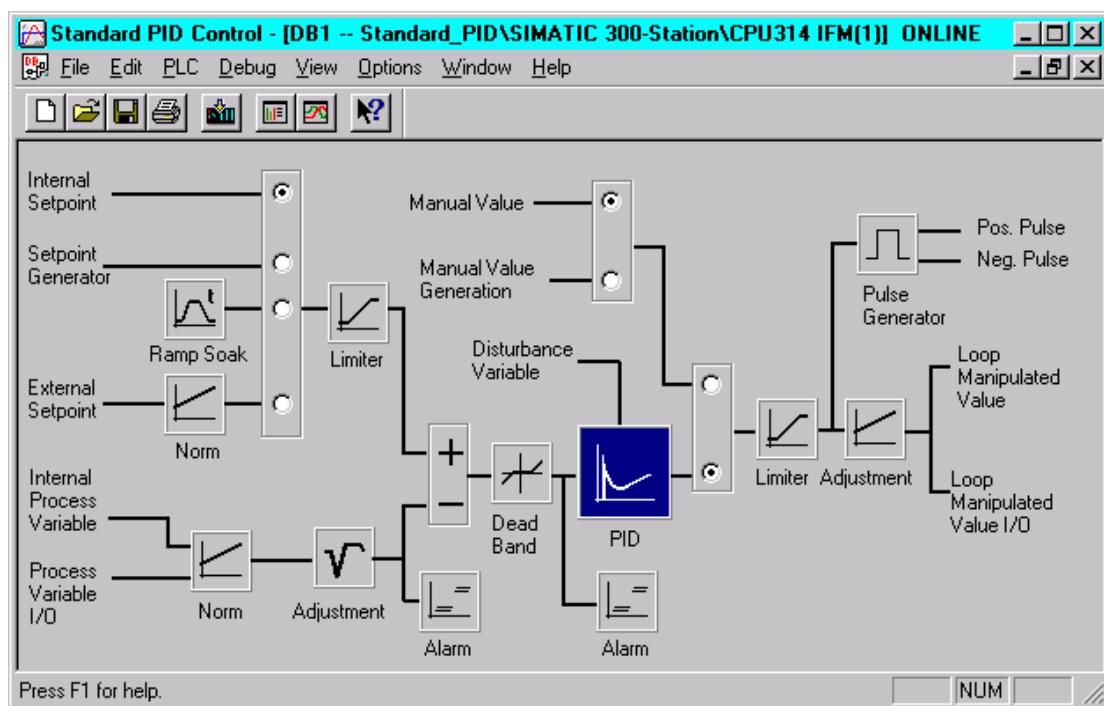 Standard PID Control - [DB1 -- Standard_PID\SIMATIC 300-Station\CPU314 IFM(1)] ONLINE
File Edit PLC Debug View Options Window Help
Internal
Setpoint
Setpoint
Generator
Ramp Soak
External
Setpoint
Norm
Limiter
Internal
Process
Variable
Process
Variable
I/O
Norm
Adjustment
Alarm
+
−
Dead
Band
Manual Value
Manual Value
Generation
Disturbance
Variable
PID
Alarm
Limiter
Adjustment
Pulse
Generator
Pos. Pulse
Neg. Pulse
Loop
Manipulated
Value
Loop
Manipulated
Value I/O
Press F1 for help.
NUM